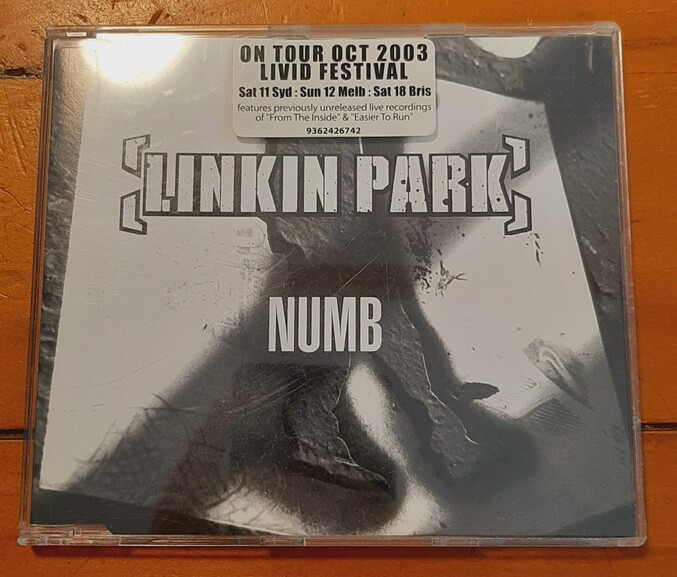 ON TOUR OCT 2003
LIVID FESTIVAL
Sat 11 Syd : Sun 12 Melb : Sat 18 Bris
features previously unreleased live recordings
of "From The Inside" & "Easier To Run"
9362426742
LINKIN PARK
NUMB